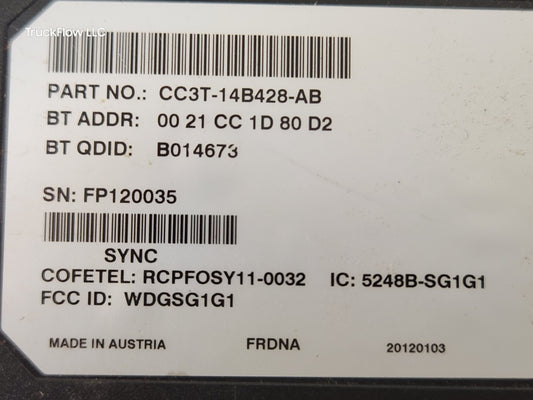 TruckFlow LLC
PART NO.: CC3T-14B428-AB
BT ADDR: 00 21 CC 1D 80 D2
BT QDID: B014673
SN: FP120035
SYNC
COFETEL: RCPFOSY11-0032 IC: 5248B-SG1G1
FCC ID: WDGSG1G1
MADE IN AUSTRIA FRDNA 20120103